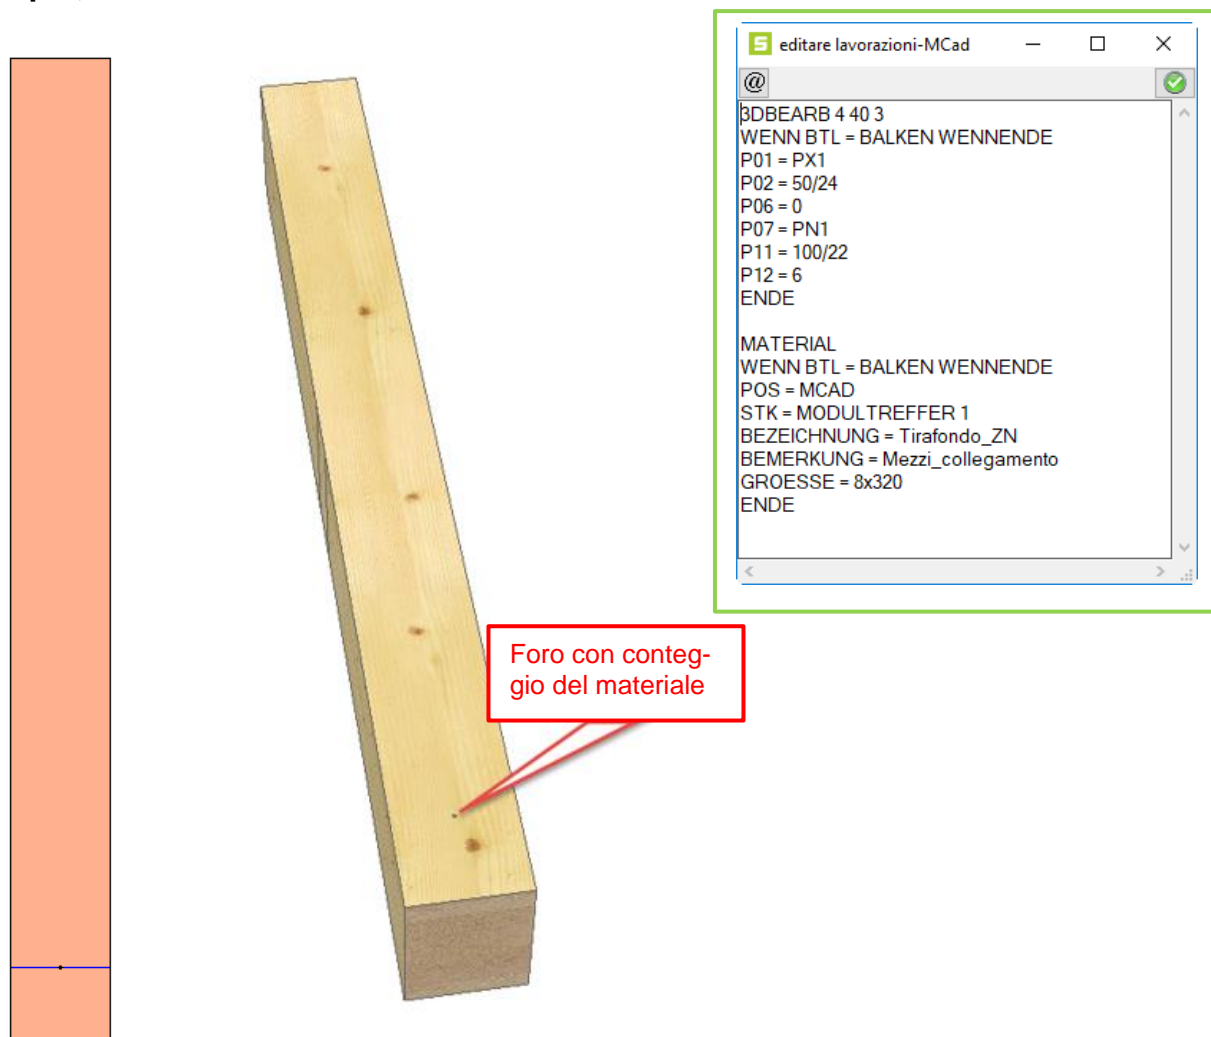 editare lavorazioni-MCad
@
3DBEARB 4 40 3
WENN BTL = BALKEN WENNENDE
P01 = PX1
P02 = 50/24
P06 = 0
P07 = PN1
P11 = 100/22
P12 = 6
ENDE
MATERIAL
WENN BTL = BALKEN WENNENDE
POS = MCAD
STK = MODULTREFFER 1
BEZEICHNUNG = Tirafondo_ZN
BEMERKUNG = Mezzi_collegamento
GROESSE = 8x320
ENDE
Foro con conteg-
gio del materiale